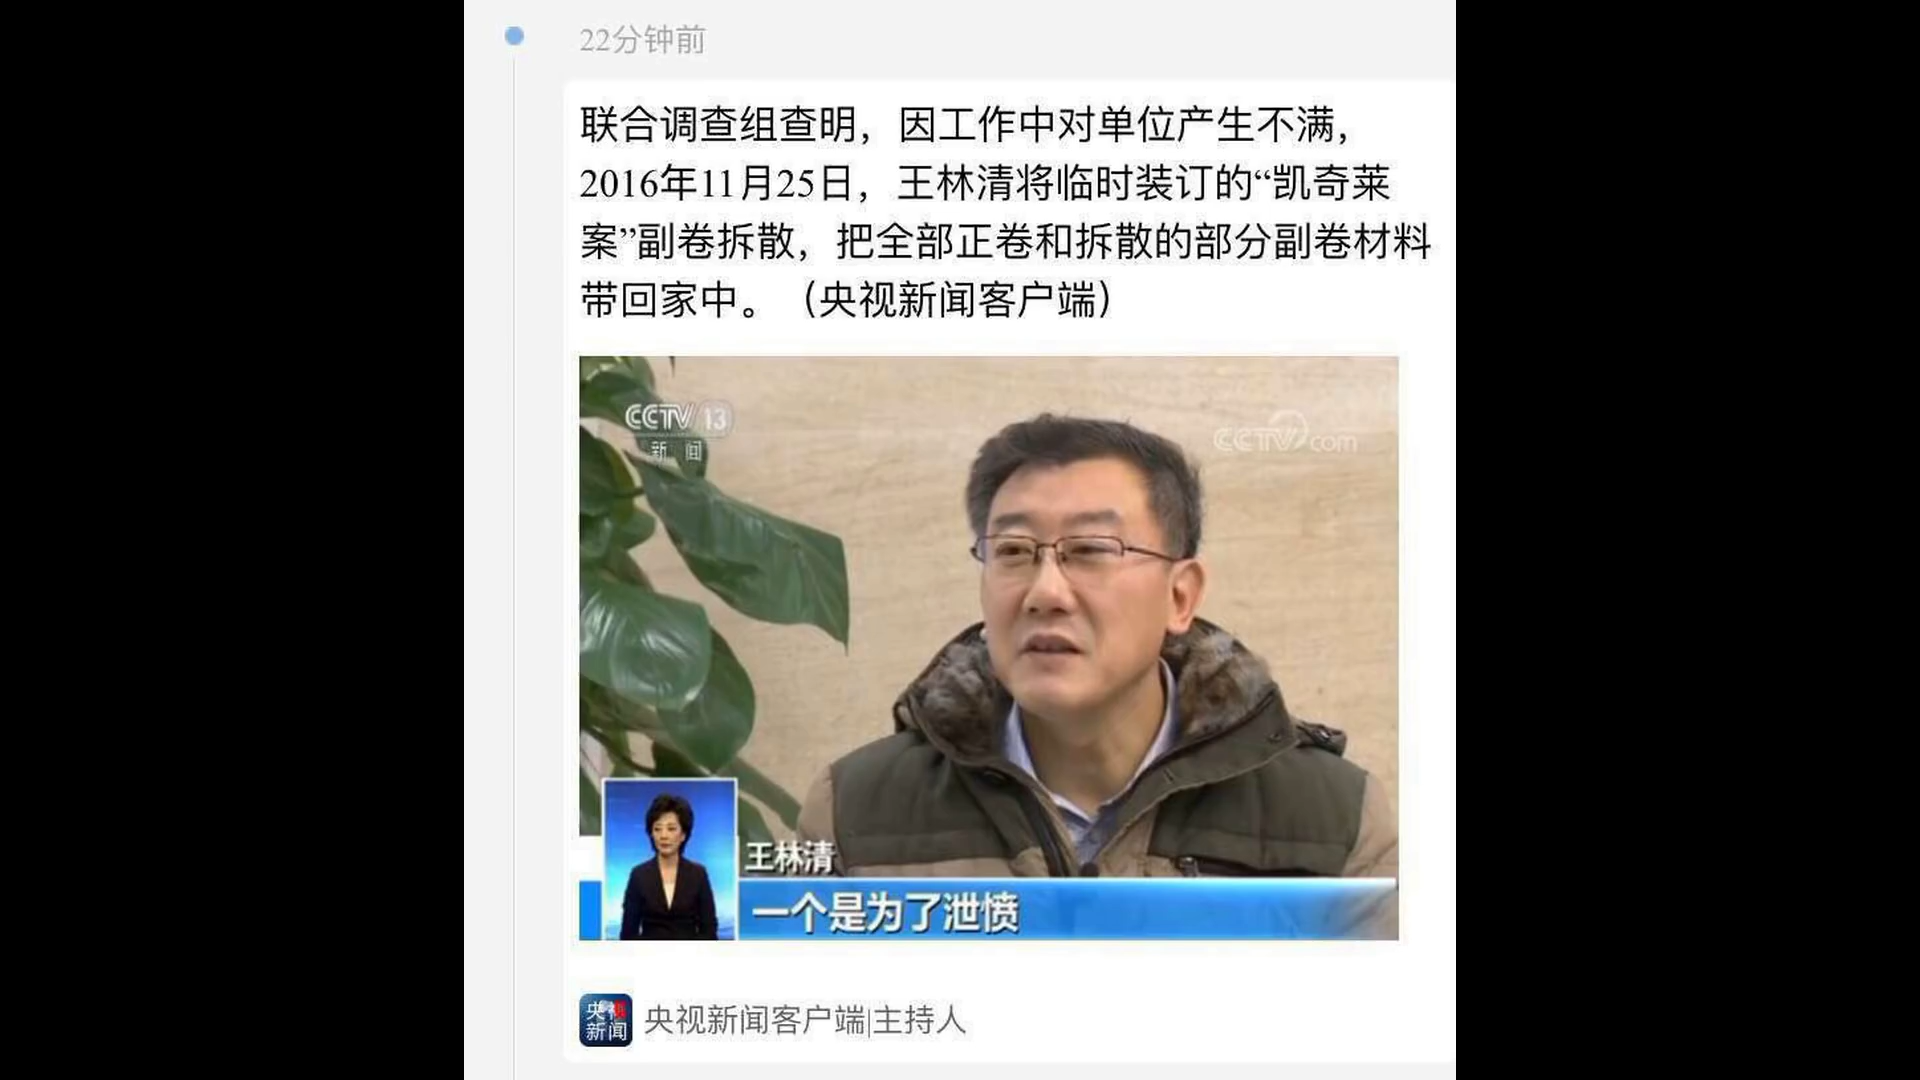 22分钟前
联合调查组查明，因工作中对单位产生不满，
2016年11月25日，王林清将临时装订的“凯奇莱
案”副卷拆散，把全部正卷和拆散的部分副卷材料
带回家中。（央视新闻客户端）
CCTV 13
新闻
CCTV.com
王林清
一个是为了泄愤
央视
新闻
央视新闻客户端|主持人